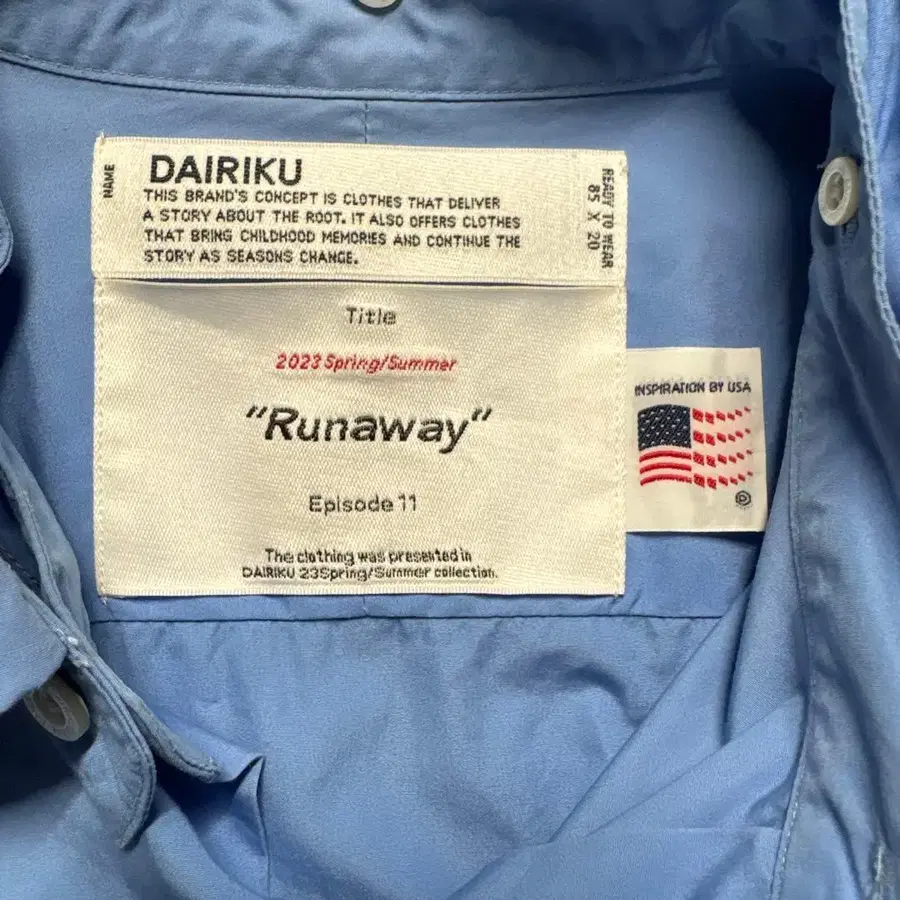 NAME
DAIRIKU
THIS BRAND'S CONCEPT IS CLOTHES THAT DELIVER
A STORY ABOUT THE ROOT. IT ALSO OFFERS CLOTHES
THAT BRING CHILDHOOD MEMORIES AND CONTINUE THE
STORY AS SEASONS CHANGE.
READY TO WEAR
85 X 20
Title
2023 Spring/Summer
"Runaway"
Episode 11
The clothing was presented in
DAIRIKU 23Spring/Summer collection.
INSPIRATION BY USA